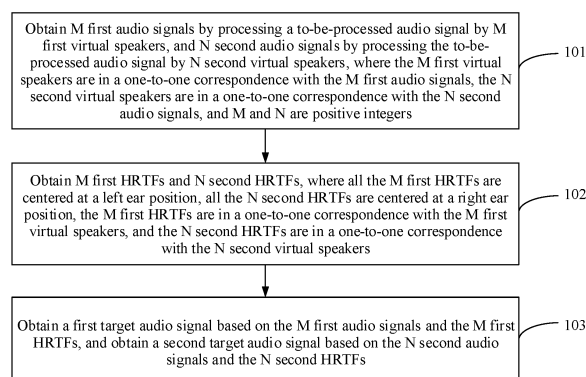 Obtain M first audio signals by processing a to-be-processed audio signal by M
first virtual speakers, and N second audio signals by processing the to-be-
processed audio signal by N second virtual speakers, where the M first virtual
speakers are in a one-to-one correspondence with the M first audio signals, the N
second virtual speakers are in a one-to-one correspondence with the N second
audio signals, and M and N are positive integers
101
Obtain M first HRTFs and N second HRTFs, where all the M first HRTFs are
centered at a left ear position, all the N second HRTFs are centered at a right ear
position, the M first HRTFs are in a one-to-one correspondence with the M first
virtual speakers, and the N second HRTFs are in a one-to-one correspondence
with the N second virtual speakers
102
Obtain a first target audio signal based on the M first audio signals and the M first
HRTFs, and obtain a second target audio signal based on the N second audio
signals and the N second HRTFs
103